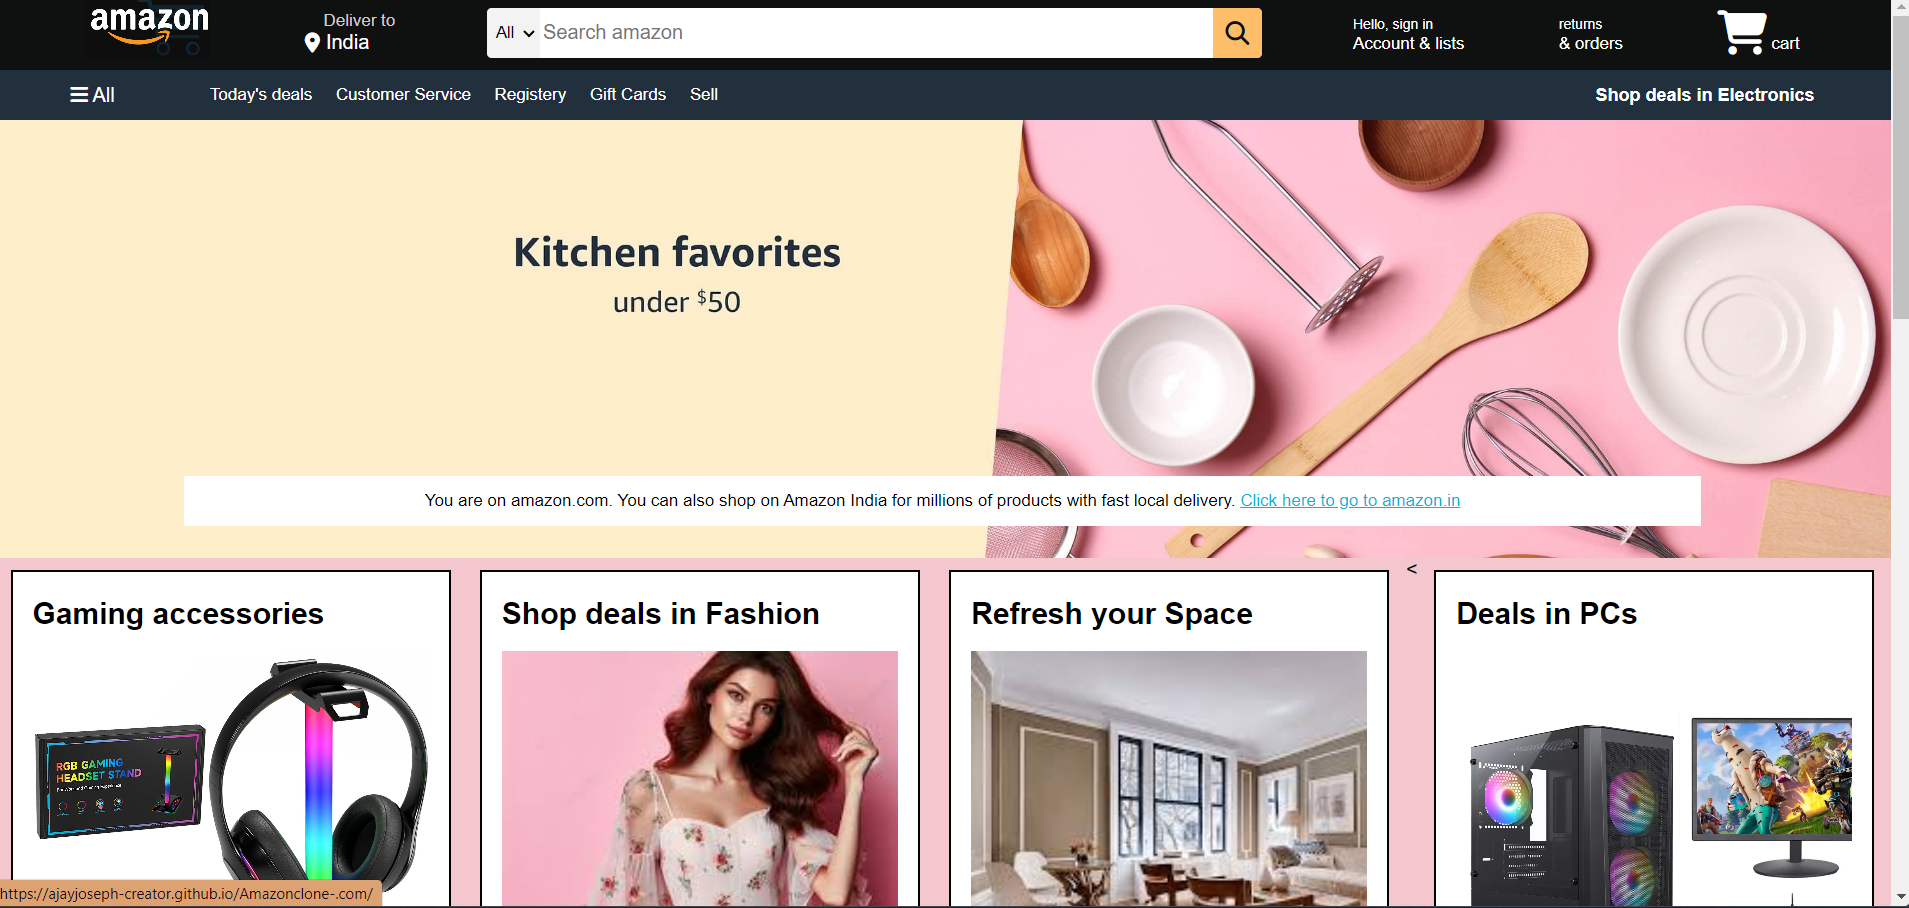 amazon
Deliver to
India
All
Search amazon
Hello, sign in
Account & lists
returns
& orders
cart
All
Today's deals
Customer Service
Registery
Gift Cards
Sell
Shop deals in Electronics
Kitchen favorites
under $50
You are on amazon.com. You can also shop on Amazon India for millions of products with fast local delivery. Click here to go to amazon.in
<
Gaming accessories
Shop deals in Fashion
Refresh your Space
Deals in PCs
RGB GAMING
HEADSET STAND
https://ajayjoseph-creator.github.io/Amazonclone-.com/